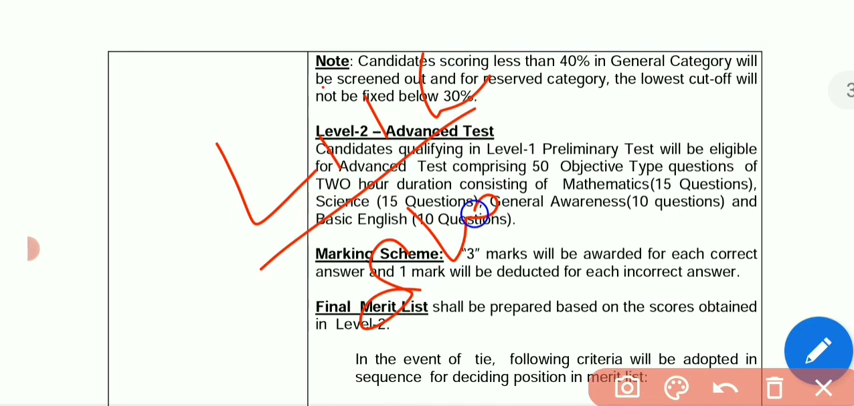 Note: Candidates scoring less than 40% in General Category will
be screened out and for reserved category, the lowest cut-off will
not be fixed below 30%.
Level-2 – Advanced Test
Candidates qualifying in Level-1 Preliminary Test will be eligible
for Advanced Test comprising 50 Objective Type questions of
TWO hour duration consisting of Mathematics(15 Questions),
Science (15 Questions), General Awareness(10 questions) and
Basic English (10 Questions).
Marking Scheme: "3" marks will be awarded for each correct
answer and 1 mark will be deducted for each incorrect answer.
Final Merit List shall be prepared based on the scores obtained
in Level-2.
In the event of tie, following criteria will be adopted in
sequence for deciding position in merit list:
3